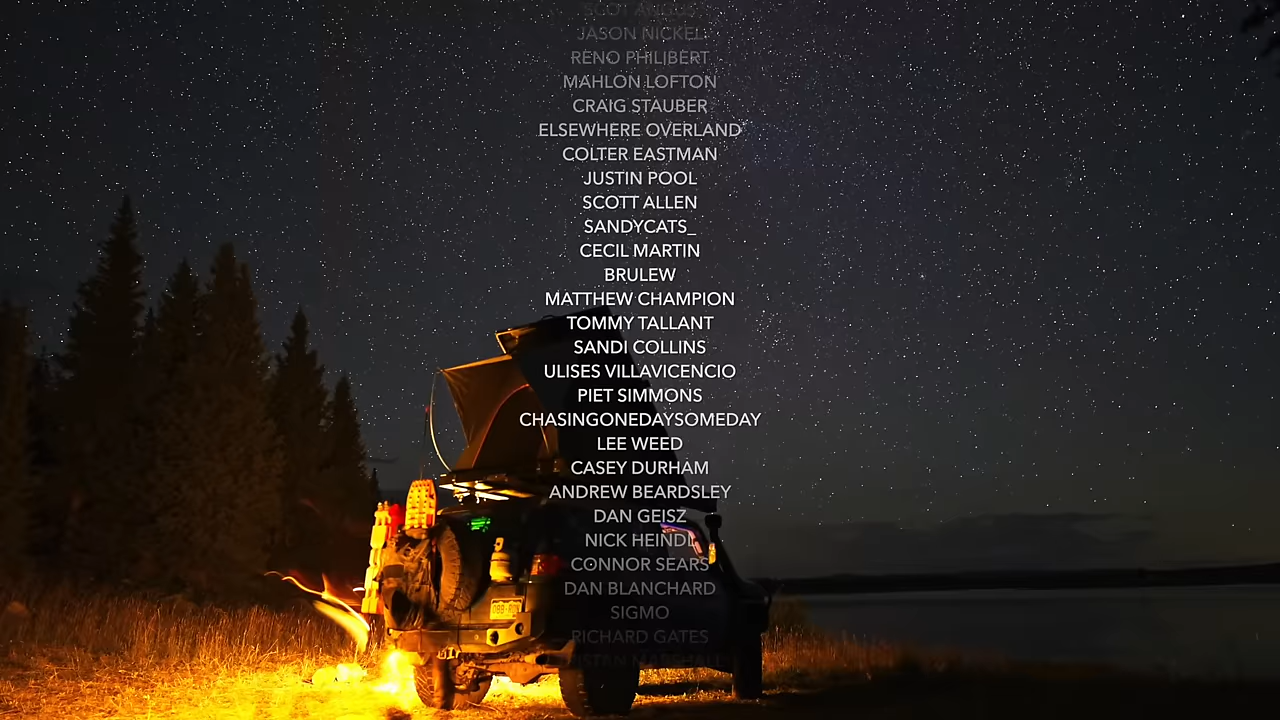 JASON NICKEL
RENO PHILIBERT
MAHLON LOFTON
CRAIG STAUBER
ELSEWHERE OVERLAND
COLTER EASTMAN
JUSTIN POOL
SCOTT ALLEN
SANDYCATS_
CECIL MARTIN
BRULEW
MATTHEW CHAMPION
TOMMY TALLANT
SANDI COLLINS
ULISES VILLAVICENCIO
PIET SIMMONS
CHASINGONEDAYSOMEDAY
LEE WEED
CASEY DURHAM
ANDREW BEARDSLEY
DAN GEISZ
NICK HEINDL
CONNOR SEARS
DAN BLANCHARD
SIGMO
RICHARD GATES